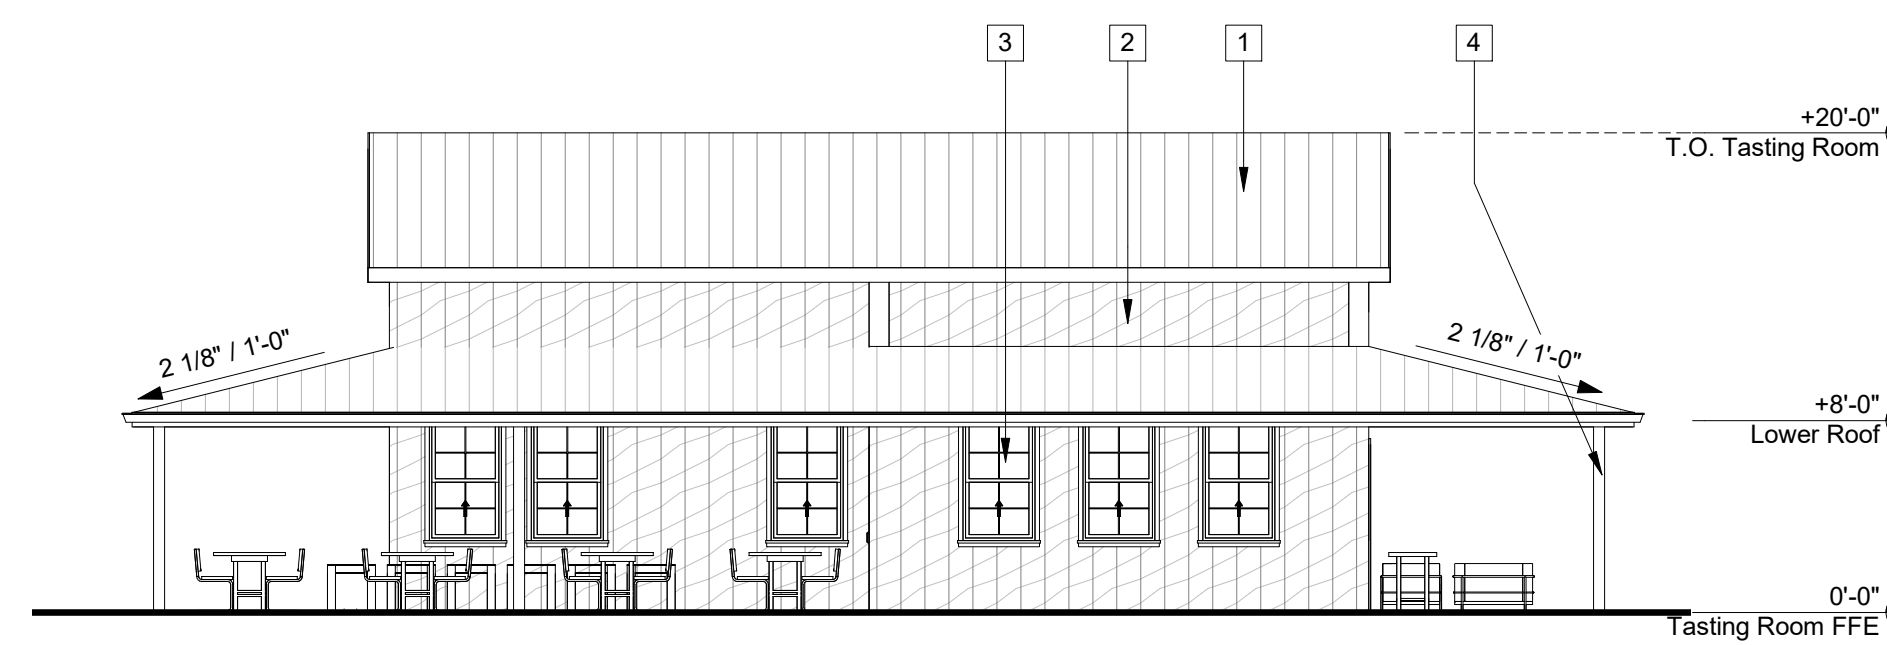 3
2
1
4
+20'-0"
T.O. Tasting Room
2 1/8" / 1'-0"
2 1/8" / 1'-0"
+8'-0"
Lower Roof
0'-0"
Tasting Room FFE